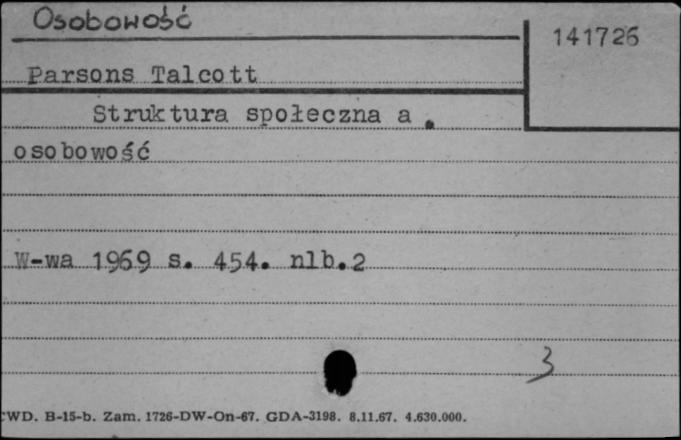 Osobowość
141726
Parsons Talcott
Struktura społeczna a
osobowość
W-wa 1969 s. 454. nlb.2
3
CWD. B-15-b. Zam. 1726-DW-On-67. GDA-3198. 8.11.67. 4.630.000.